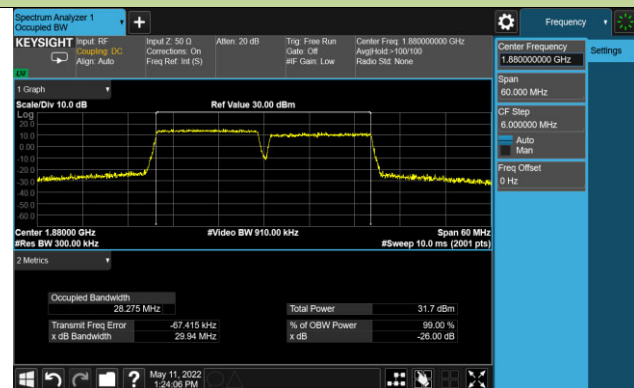 Spectrum Analyzer 1
Occupied BW
Frequency
KEYSIGHT
Input: RF
Coupling: DC
Align: Auto
Input Z: 50 Ω
Corrections: On
Freq Ref: Int (S)
Atten: 20 dB
Trig: Free Run
Gate: Off
#IF Gain: Low
Center Freq: 1.880000000 GHz
Avg|Hold:>100/100
Radio Std: None
Center Frequency
1.880000000 GHz
Settings
Span
60.000 MHz
CF Step
6.000000 MHz
Auto
Man
Freq Offset
0 Hz
1 Graph
Scale/Div 10.0 dB
Ref Value 30.00 dBm
Log
20.0
10.0
0.00
-10.0
-20.0
-30.0
-40.0
-50.0
-60.0
Center 1.88000 GHz
#Video BW 910.00 kHz
Span 60 MHz
#Res BW 300.00 kHz
#Sweep 10.0 ms (2001 pts)
2 Metrics
Occupied Bandwidth
28.275 MHz
Total Power
31.7 dBm
Transmit Freq Error
-67.415 kHz
% of OBW Power
99.00 %
x dB Bandwidth
29.94 MHz
x dB
-26.00 dB
May 11, 2022
1:24:06 PM